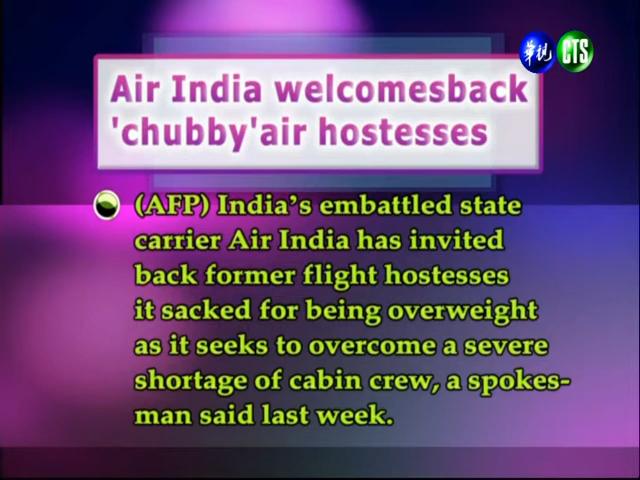 華視 CTS
Air India welcomesback
'chubby'air hostesses
(AFP) India's embattled state
carrier Air India has invited
back former flight hostesses
it sacked for being overweight
as it seeks to overcome a severe
shortage of cabin crew, a spokes-
man said last week.